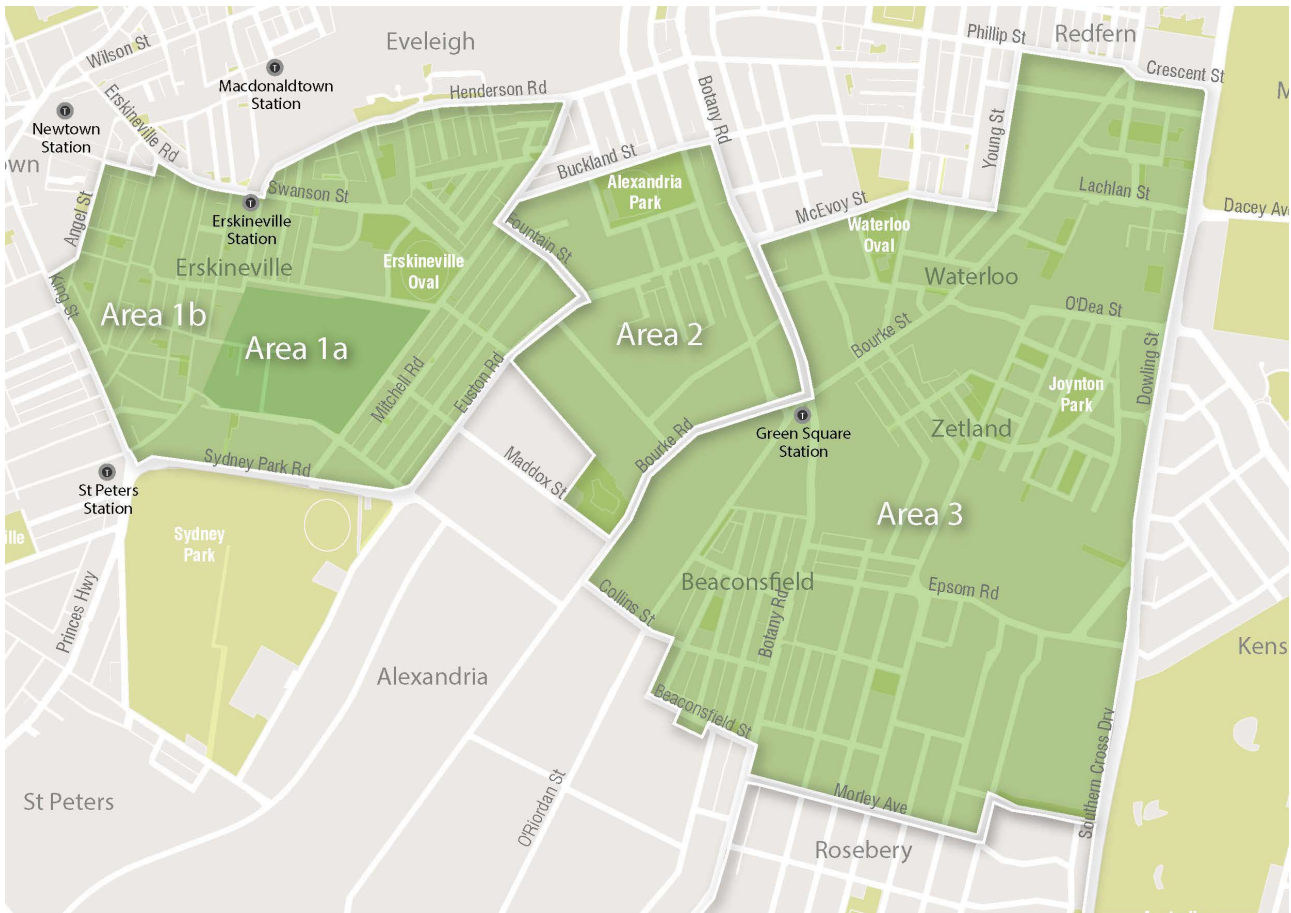 Phillip St
Redfern
Eveleigh
Wilson St
Macdonaldtown
Station
Crescent St
Henderson Rd
Botany Rd
Erskineville Rd
Newtown
Station
Young St
own
Buckland St
Swanson St
Alexandria
Park
Lachlan St
Angel St
McEvoy St
Dacey Ave
Erskineville
Station
Fountain St
Waterloo
Oval
Erskineville
Erskineville
Oval
Waterloo
King St
O'Dea St
Area 1b
Area 1a
Area 2
Bourke St
Mitchell Rd
Euston Rd
Joynton
Park
Dowling St
Zetland
Bourke Rd
Green Square
Station
Sydney Park Rd
Maddox St
St Peters
Station
Area 3
Sydney
Park
ille
Princes Hwy
Collins St
Beaconsfield
Botany Rd
Epsom Rd
Kens
Alexandria
Beaconsfield St
Southern Cross Drv
St Peters
O'Riordan St
Morley Ave
Rosebery